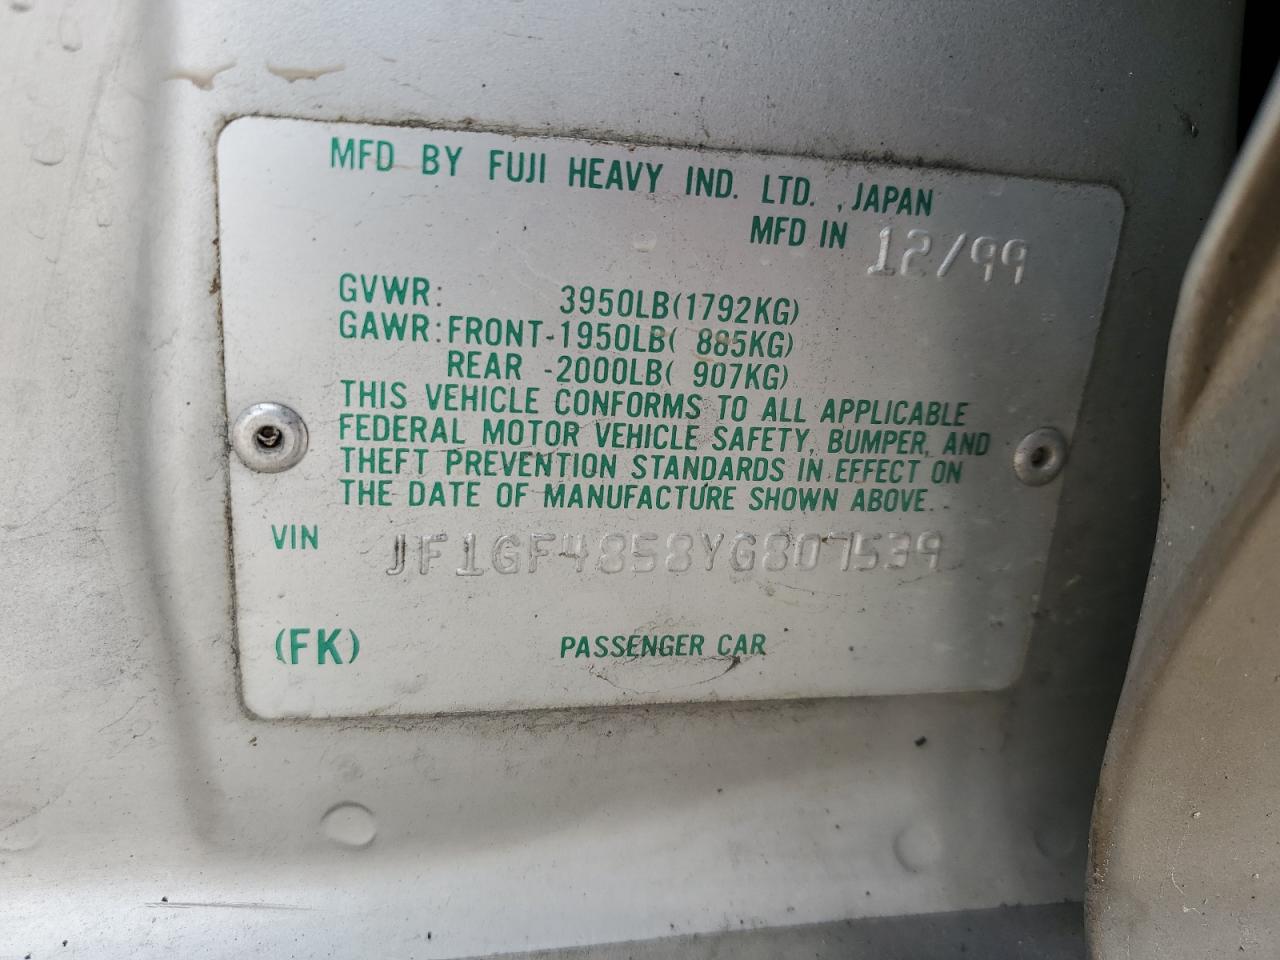 MFD BY FUJI HEAVY IND. LTD. , JAPAN
MFD IN 12/99
GVWR: 3950LB(1792KG)
GAWR:FRONT-1950LB( 885KG)
REAR -2000LB( 907KG)
THIS VEHICLE CONFORMS TO ALL APPLICABLE
FEDERAL MOTOR VEHICLE SAFETY, BUMPER, AND
THEFT PREVENTION STANDARDS IN EFFECT ON
THE DATE OF MANUFACTURE SHOWN ABOVE.
VIN JF1GF4858YG807539
(FK) PASSENGER CAR